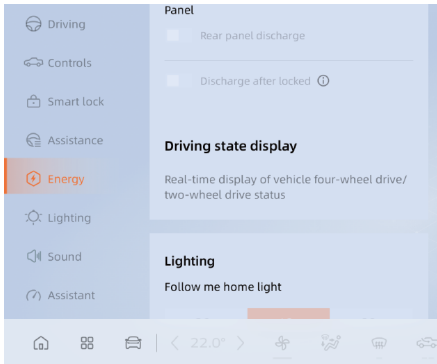 Driving
Controls
Smart lock
Assistance
Energy
Lighting
Sound
Assistant
Panel
Rear panel discharge
Discharge after locked
Driving state display
Real-time display of vehicle four-wheel drive/
two-wheel drive status
Lighting
Follow me home light
22.0°